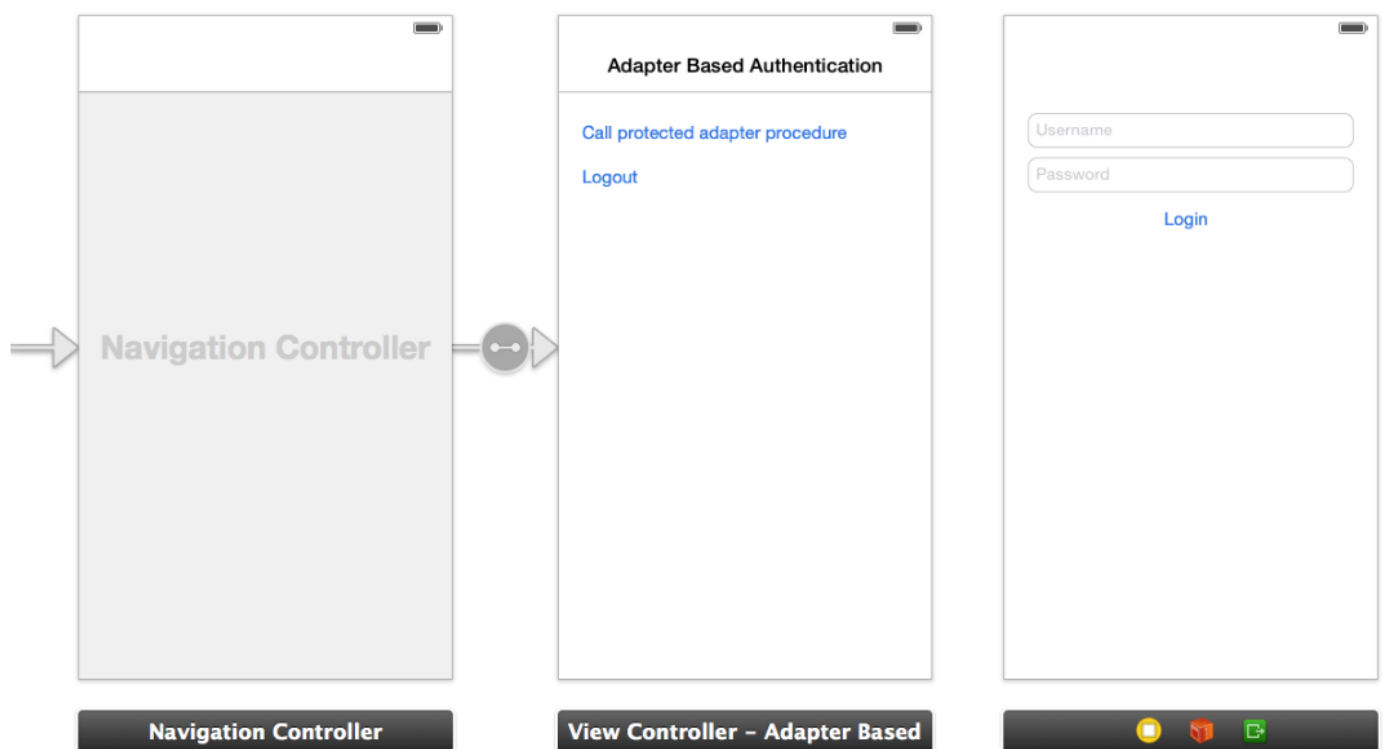 Navigation Controller
Navigation Controller
Adapter Based Authentication
Call protected adapter procedure
Logout
View Controller – Adapter Based
Username
Password
Login